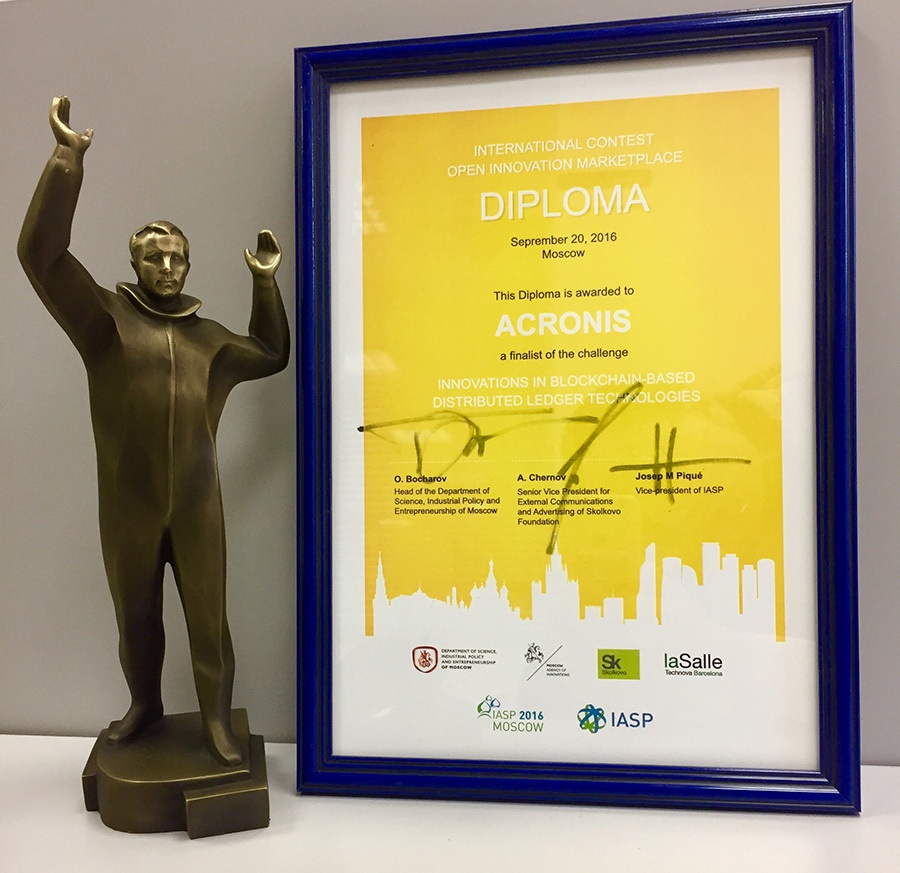 INTERNATIONAL CONTEST
OPEN INNOVATION MARKETPLACE
DIPLOMA
Seprember 20, 2016
Moscow
This Diploma is awarded to
ACRONIS
a finalist of the challenge
INNOVATIONS IN BLOCKCHAIN-BASED
DISTRIBUTED LEDGER TECHNOLOGIES
O. Bocharov
Head of the Department of
Science, Industrial Policy and
Entrepreneurship of Moscow
A. Chernov
Senior Vice President for
External Communications
and Advertising of Skolkovo
Foundation
Josep M Piqué
Vice-president of IASP
DEPARTMENT OF SCIENCE,
INDUSTRIAL POLICY
AND ENTREPRENEURSHIP
OF MOSCOW
MOSCOW
AGENCY OF
INNOVATIONS
Sk
Skolkovo
laSalle
Technova Barcelona
IASP 2016
MOSCOW
IASP